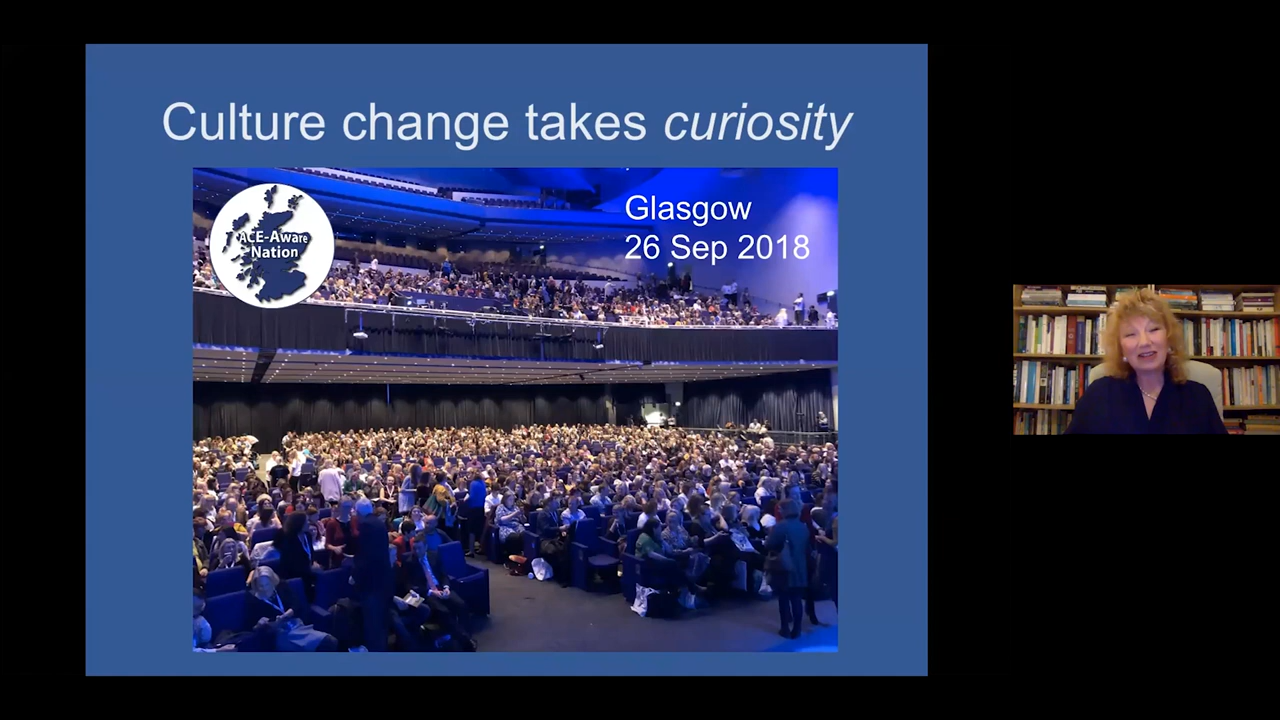 Culture change takes curiosity
ACE-Aware
Nation
Glasgow
26 Sep 2018